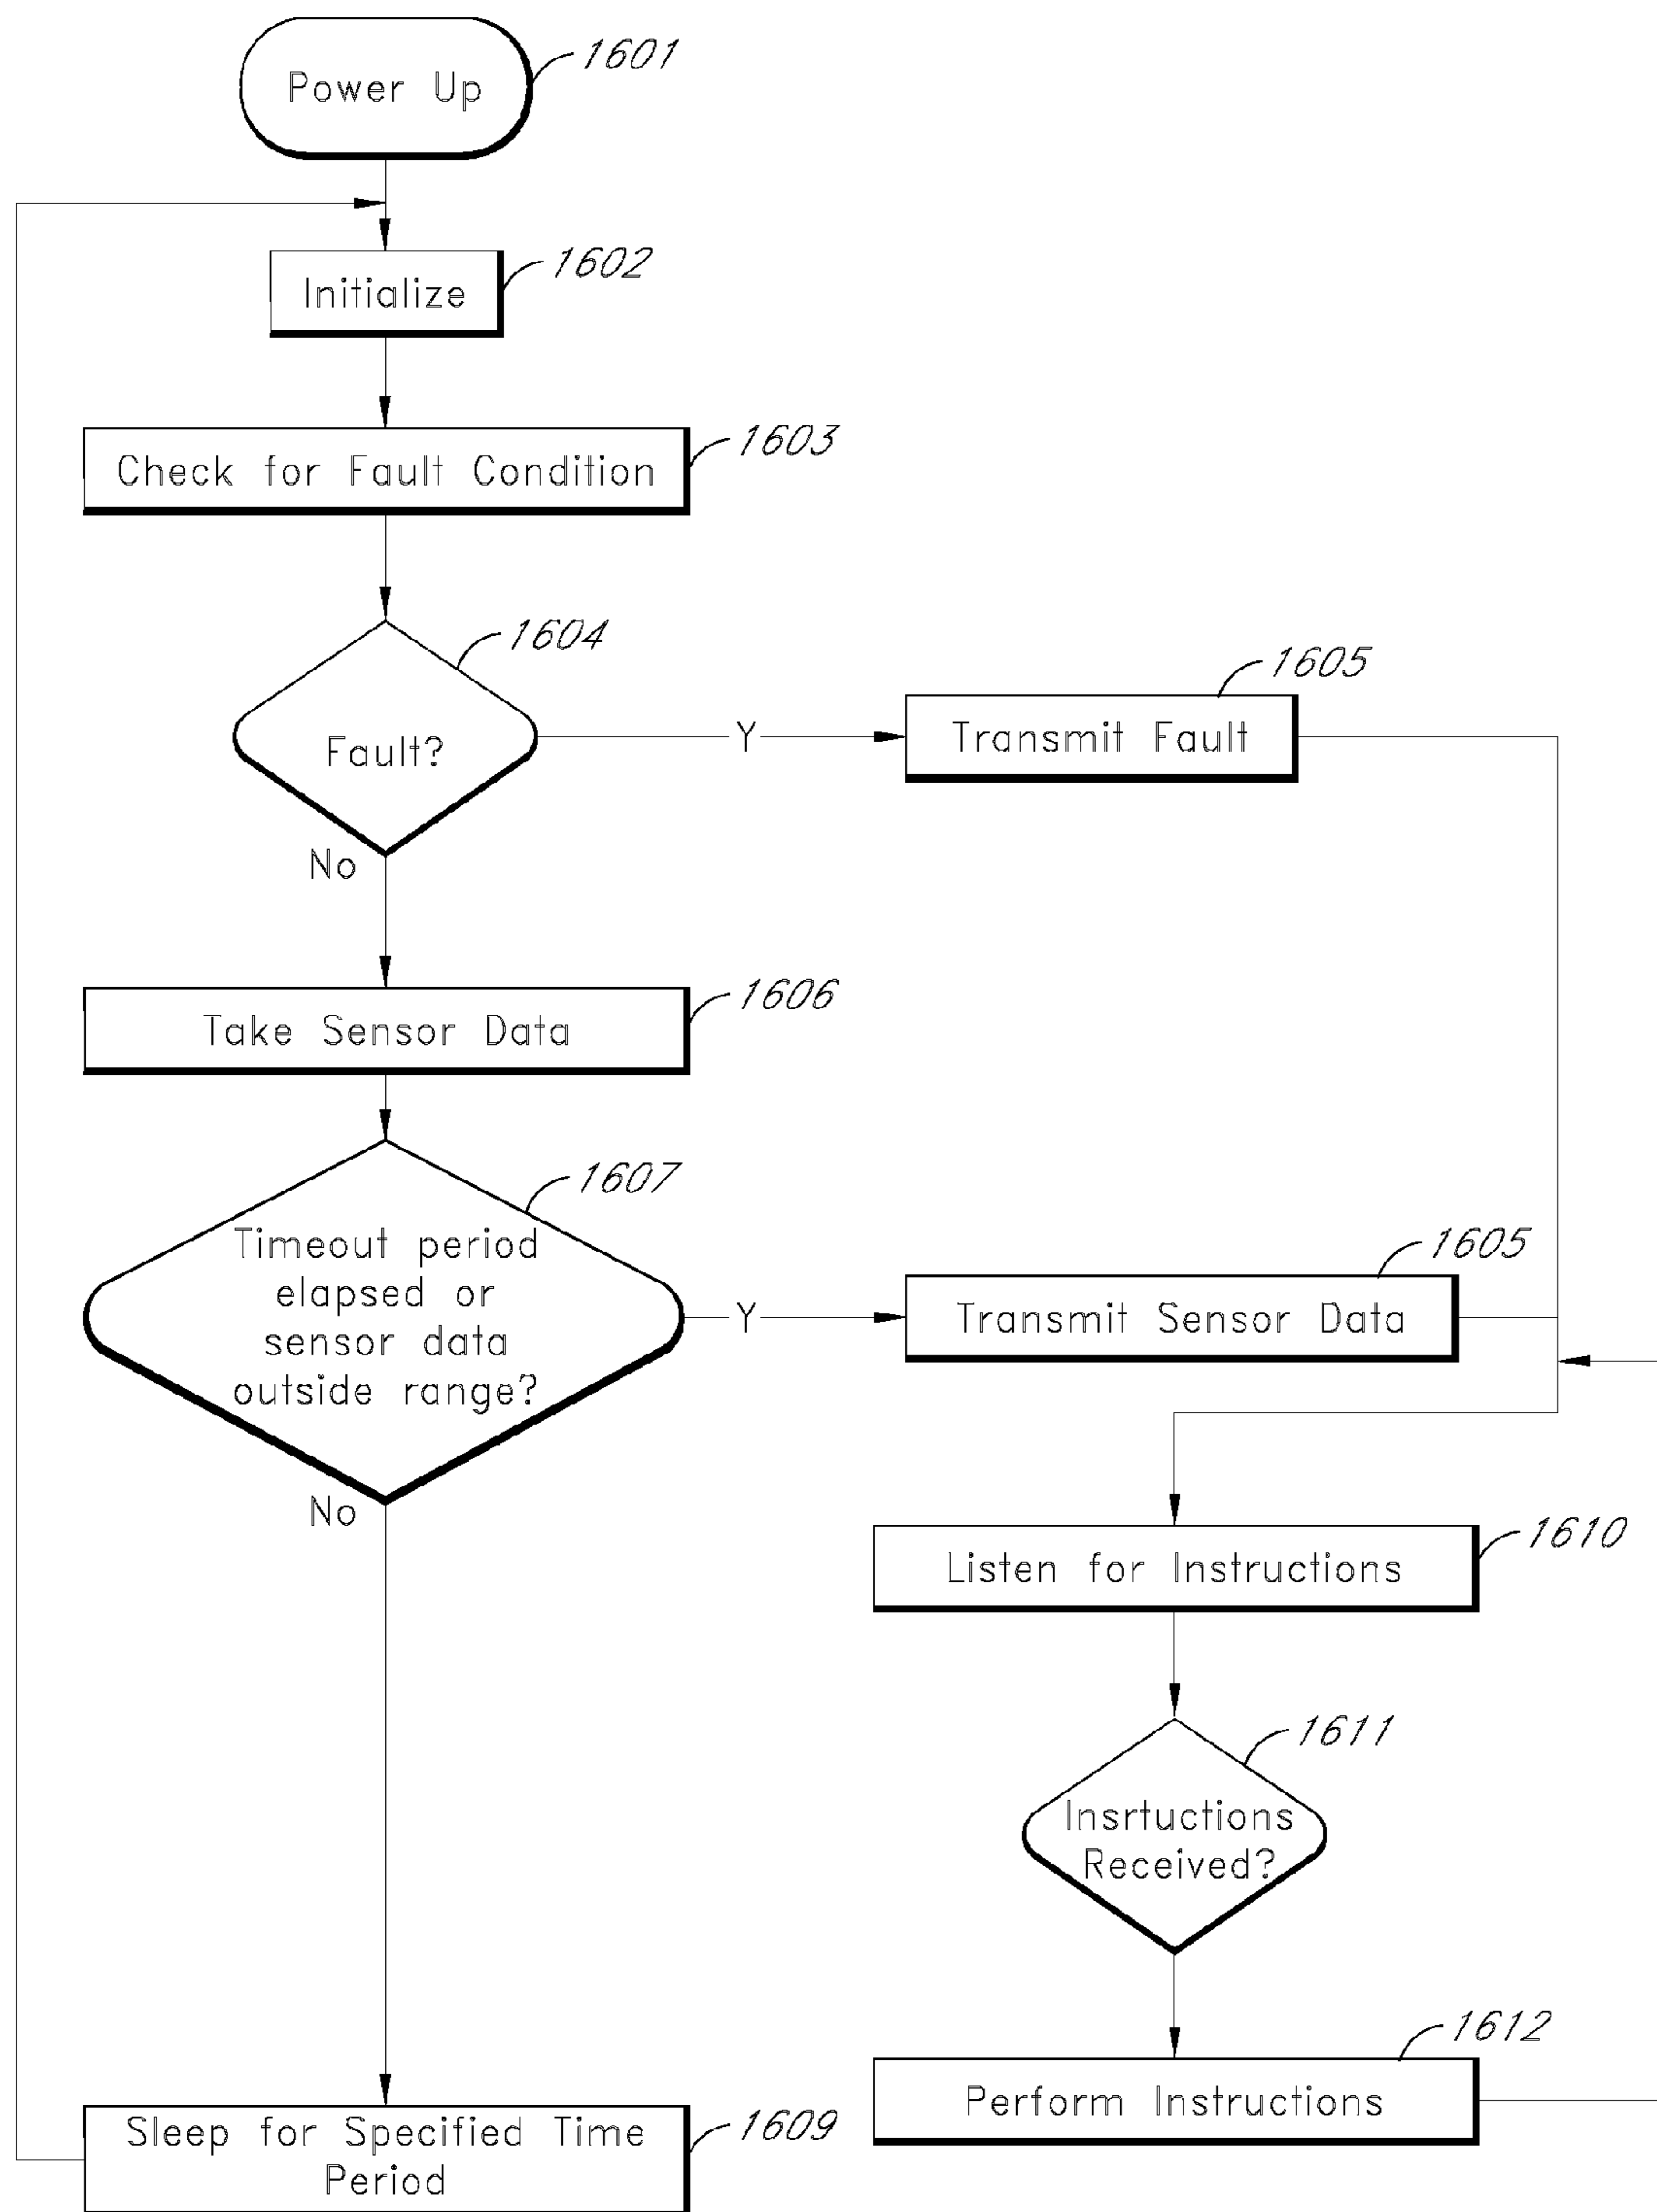 Power Up
1601
Initialize
1602
Check for Fault Condition
1603
1604
Fault?
Y
Transmit Fault
1605
No
Take Sensor Data
1606
1607
Timeout period
elapsed or
sensor data
outside range?
Y
Transmit Sensor Data
1605
No
Listen for Instructions
1610
1611
Insrtuctions
Received?
Perform Instructions
1612
Sleep for Specified Time
Period
1609